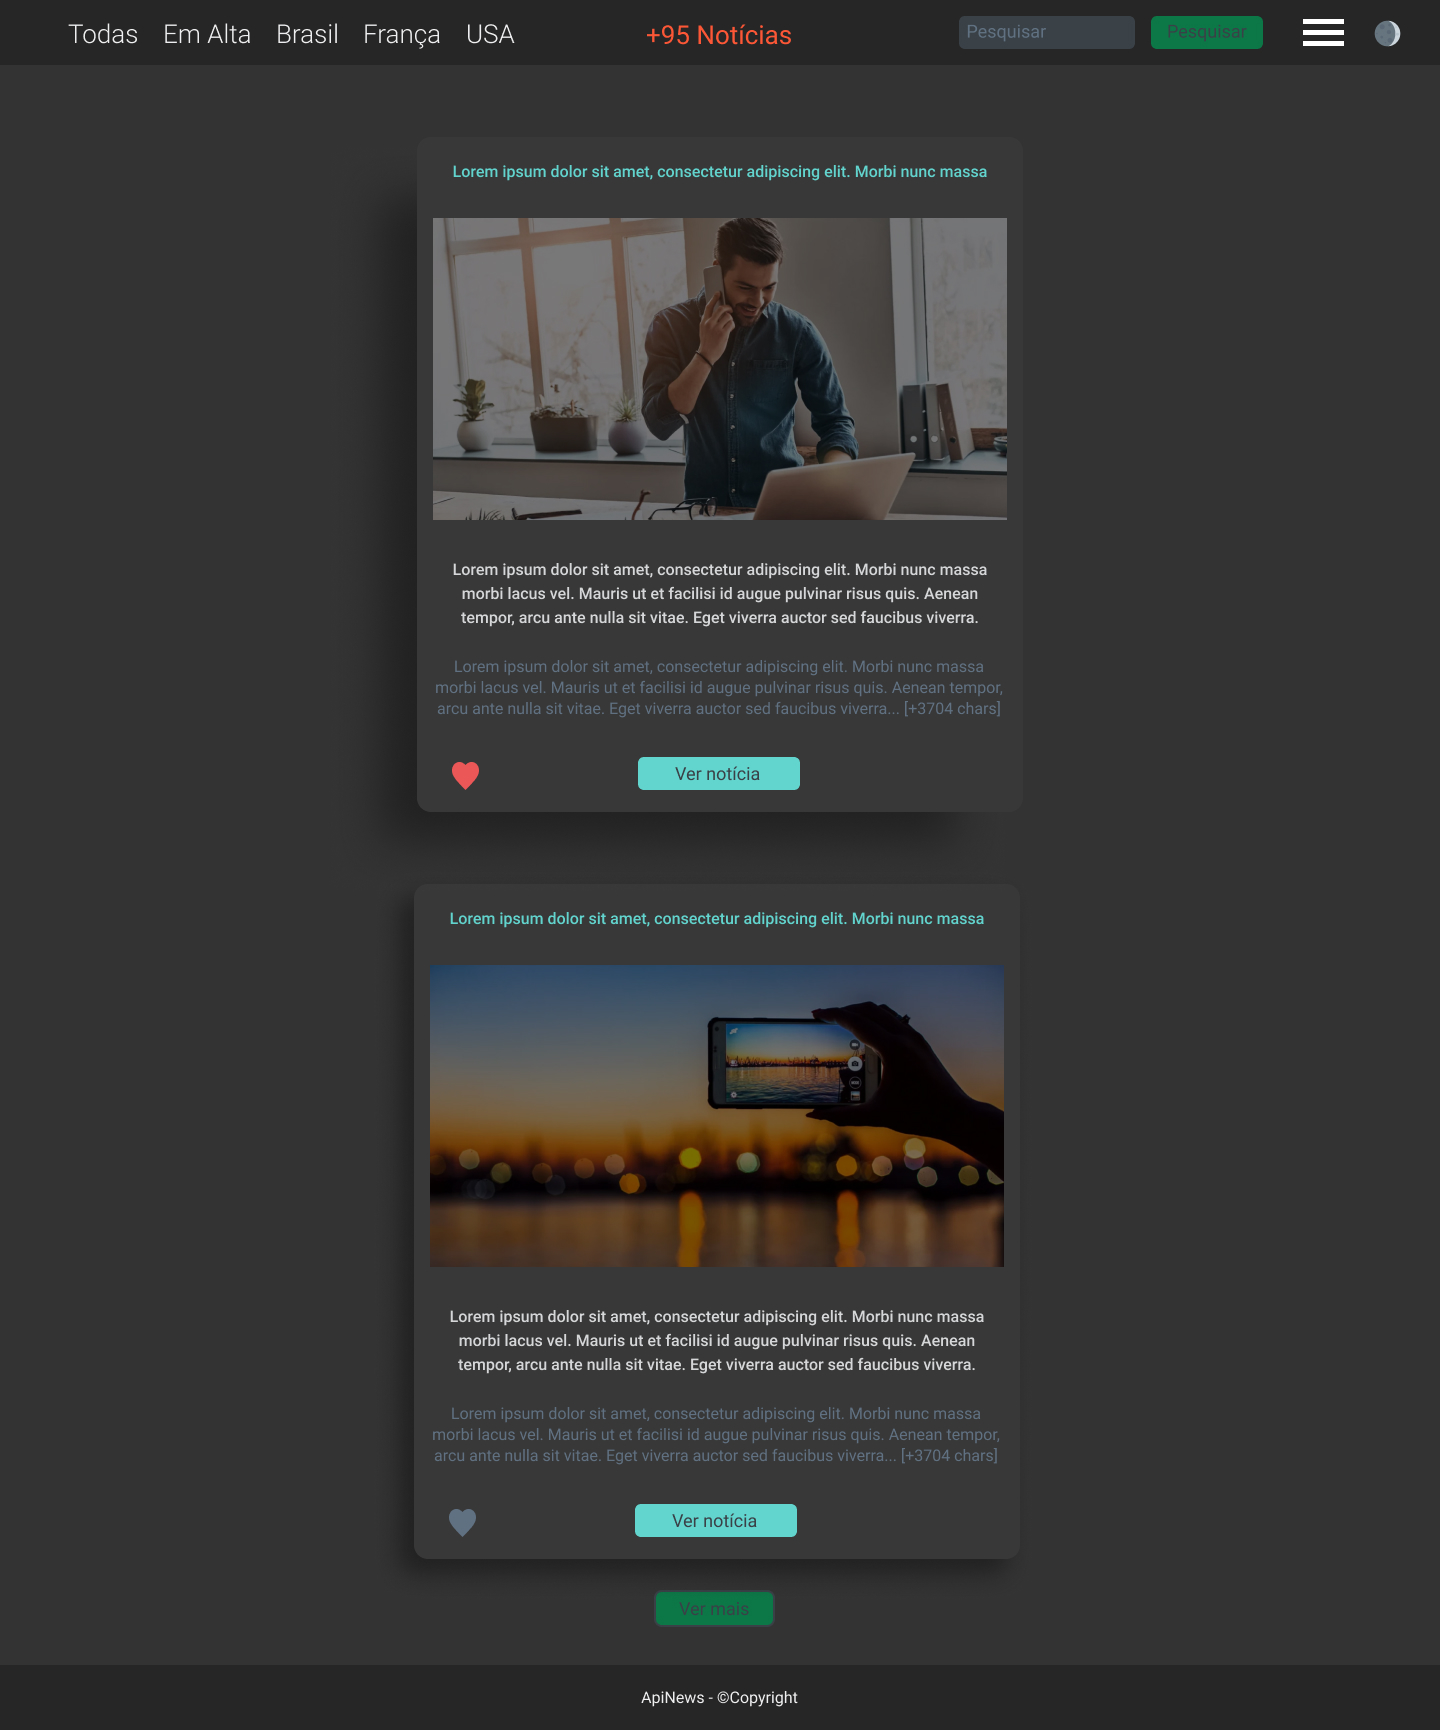 Todas Em Alta Brasil França USA +95 Notícias Pesquisar Pesquisar
Lorem ipsum dolor sit amet, consectetur adipiscing elit. Morbi nunc massa
Lorem ipsum dolor sit amet, consectetur adipiscing elit. Morbi nunc massa
morbi lacus vel. Mauris ut et facilisi id augue pulvinar risus quis. Aenean
tempor, arcu ante nulla sit vitae. Eget viverra auctor sed faucibus viverra.
Lorem ipsum dolor sit amet, consectetur adipiscing elit. Morbi nunc massa
morbi lacus vel. Mauris ut et facilisi id augue pulvinar risus quis. Aenean tempor,
arcu ante nulla sit vitae. Eget viverra auctor sed faucibus viverra... [+3704 chars]
Ver notícia
Lorem ipsum dolor sit amet, consectetur adipiscing elit. Morbi nunc massa
Lorem ipsum dolor sit amet, consectetur adipiscing elit. Morbi nunc massa
morbi lacus vel. Mauris ut et facilisi id augue pulvinar risus quis. Aenean
tempor, arcu ante nulla sit vitae. Eget viverra auctor sed faucibus viverra.
Lorem ipsum dolor sit amet, consectetur adipiscing elit. Morbi nunc massa
morbi lacus vel. Mauris ut et facilisi id augue pulvinar risus quis. Aenean tempor,
arcu ante nulla sit vitae. Eget viverra auctor sed faucibus viverra... [+3704 chars]
Ver notícia
Ver mais
ApiNews - ©Copyright